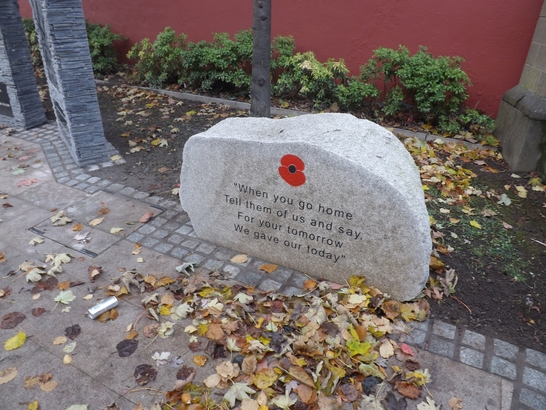 "When you go home
Tell them of us and say,
For your tomorrow
We gave our today"